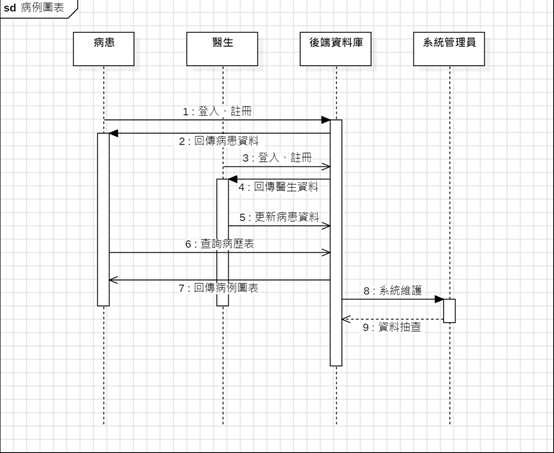 sd 病例圖表
病患
醫生
後端資料庫
系統管理員
1 : 登入、註冊
2 : 回傳病患資料
3 : 登入、註冊
4 : 回傳醫生資料
5 : 更新病患資料
6 : 查詢病歷表
7 : 回傳病例圖表
8 : 系統維護
9 : 資料抽查